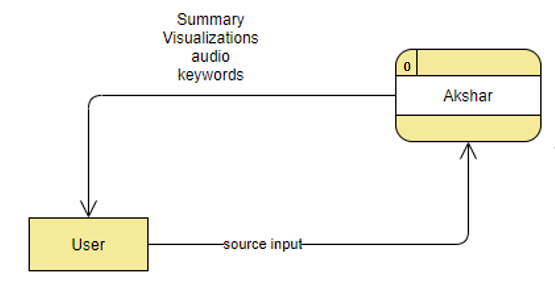 Summary
Visualizations
audio
keywords
0
Akshar
User
source input